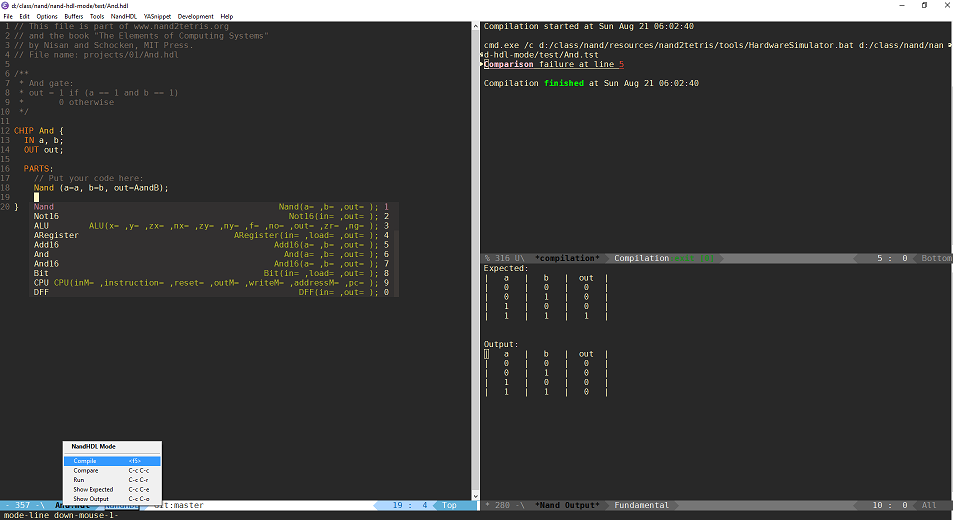 d:/class/nand/nand-hdl-mode/test/And.hdl
File Edit Options Buffers Tools NandHDL YASnippet Development Help
1 // This file is part of www.nand2tetris.org
2 // and the book "The Elements of Computing Systems"
3 // by Nisan and Schocken, MIT Press.
4 // File name: projects/01/And.hdl
5
6 /**
7 * And gate:
8 * out = 1 if (a == 1 and b == 1)
9 * 0 otherwise
10 */
11
12 CHIP And {
13 IN a, b;
14 OUT out;
15
16 PARTS:
17 // Put your code here:
18 Nand (a=a, b=b, out=AandB);
19
20 }
Nand Nand(a= ,b= ,out= ); 1
Not16 Not16(in= ,out= ); 2
ALU ALU(x= ,y= ,zx= ,nx= ,zy= ,ny= ,f= ,no= ,out= ,zr= ,ng= ); 3
ARegister ARegister(in= ,load= ,out= ); 4
Add16 Add16(a= ,b= ,out= ); 5
And And(a= ,b= ,out= ); 6
And16 And16(a= ,b= ,out= ); 7
Bit Bit(in= ,load= ,out= ); 8
CPU CPU(inM= ,instruction= ,reset= ,outM= ,writeM= ,addressM= ,pc= ); 9
DFF DFF(in= ,out= ); 0
NandHDL Mode
Compile <f5>
Compare C-c C-c
Run C-c C-r
Show Expected C-c C-e
Show Output C-c C-o
- 357 -\ And.hdl NandHDL Git:master 19 : 4 Top
mode-line down-mouse-1-
Compilation started at Sun Aug 21 06:02:40
cmd.exe /c d:/class/nand/resources/nand2tetris/tools/HardwareSimulator.bat d:/class/nand/nan
d-hdl-mode/test/And.tst
Comparison failure at line 5
Compilation finished at Sun Aug 21 06:02:40
% 316 U\ *compilation* Compilation 5 : 0 Bottom
Expected:
| a | b | out |
| 0 | 0 | 0 |
| 0 | 1 | 0 |
| 1 | 0 | 0 |
| 1 | 1 | 1 |
Output:
| a | b | out |
| 0 | 0 | 0 |
| 0 | 1 | 0 |
| 1 | 0 | 0 |
| 1 | 1 | 0 |
* 280 -\ *Nand Output* Fundamental 10 : 0 All